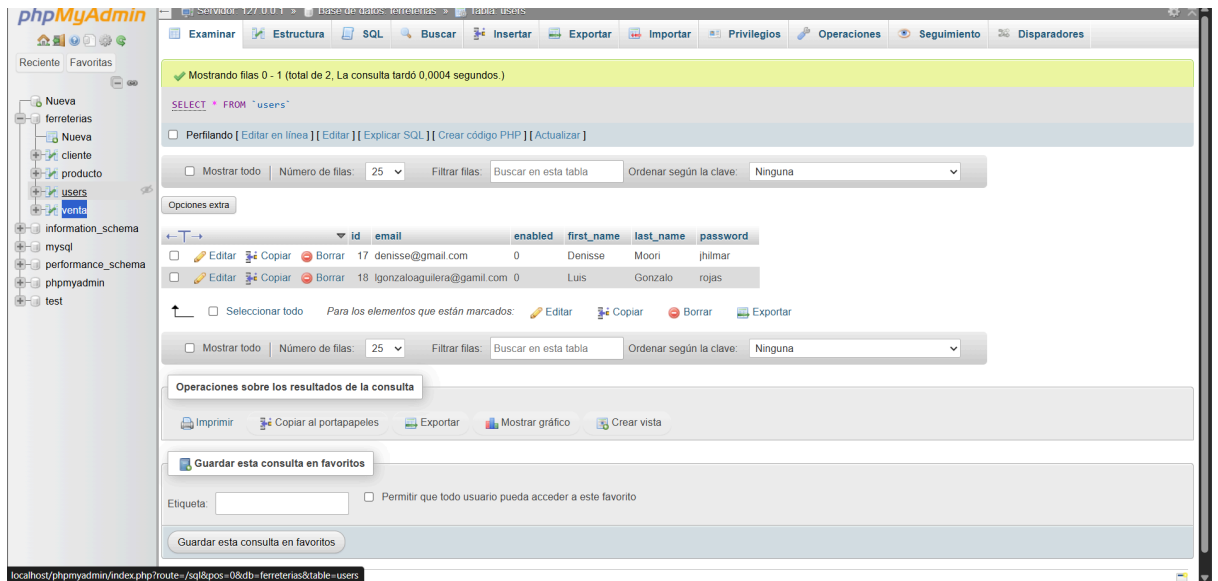 phpMyAdmin
Reciente Favoritas
Nueva
ferreterias
Nueva
cliente
producto
users
venta
information_schema
mysql
performance_schema
phpmyadmin
test
Servidor: 127.0.0.1 » Base de datos: ferreterias » Tabla: users
Examinar Estructura SQL Buscar Insertar Exportar Importar Privilegios Operaciones Seguimiento Disparadores
Mostrando filas 0 - 1 (total de 2, La consulta tardó 0,0004 segundos.)
SELECT * FROM `users`
Perfilando [ Editar en línea ] [ Editar ] [ Explicar SQL ] [ Crear código PHP ] [ Actualizar ]
Mostrar todo | Número de filas: 25 Filtrar filas: Buscar en esta tabla Ordenar según la clave: Ninguna
Opciones extra
←T→ id email enabled first_name last_name password
Editar Copiar Borrar 17 denisse@gmail.com 0 Denisse Moori jhilmar
Editar Copiar Borrar 18 lgonzaloaguilera@gamil.com 0 Luis Gonzalo rojas
Seleccionar todo Para los elementos que están marcados: Editar Copiar Borrar Exportar
Mostrar todo | Número de filas: 25 Filtrar filas: Buscar en esta tabla Ordenar según la clave: Ninguna
Operaciones sobre los resultados de la consulta
Imprimir Copiar al portapapeles Exportar Mostrar gráfico Crear vista
Guardar esta consulta en favoritos
Etiqueta: Permitir que todo usuario pueda acceder a este favorito
Guardar esta consulta en favoritos
localhost/phpmyadmin/index.php?route=/sql&pos=0&db=ferreterias&table=users